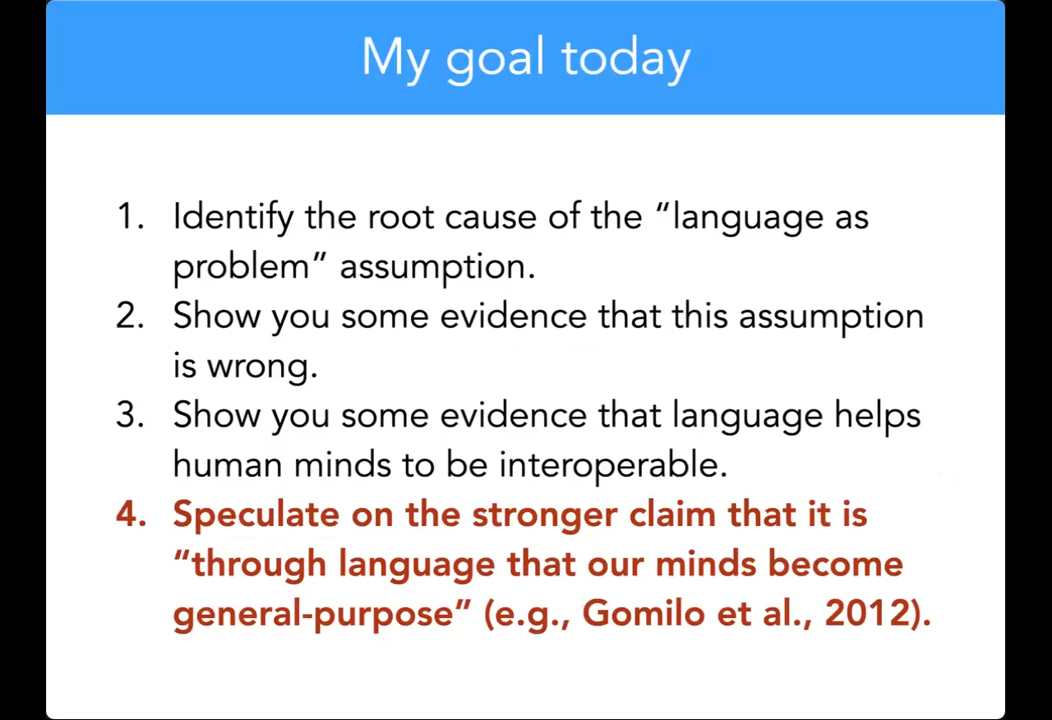 My goal today
1. Identify the root cause of the “language as
problem” assumption.
2. Show you some evidence that this assumption
is wrong.
3. Show you some evidence that language helps
human minds to be interoperable.
4. Speculate on the stronger claim that it is
“through language that our minds become
general-purpose” (e.g., Gomilo et al., 2012).